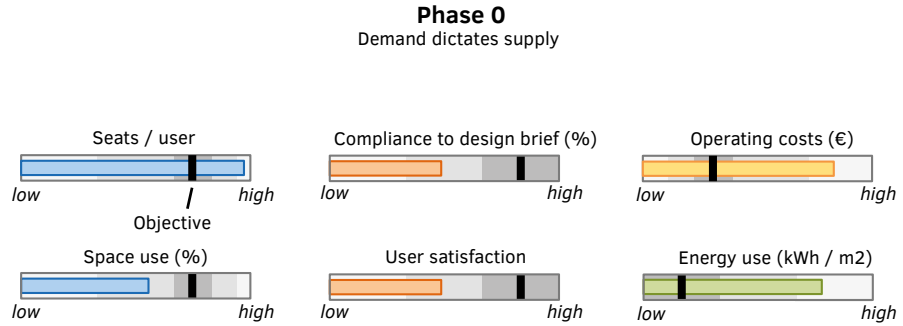 Phase 0
Demand dictates supply
Seats / user
low
high
Objective
Compliance to design brief (%)
low
high
Operating costs (€)
low
high
Space use (%)
low
high
User satisfaction
low
high
Energy use (kWh / m2)
low
high